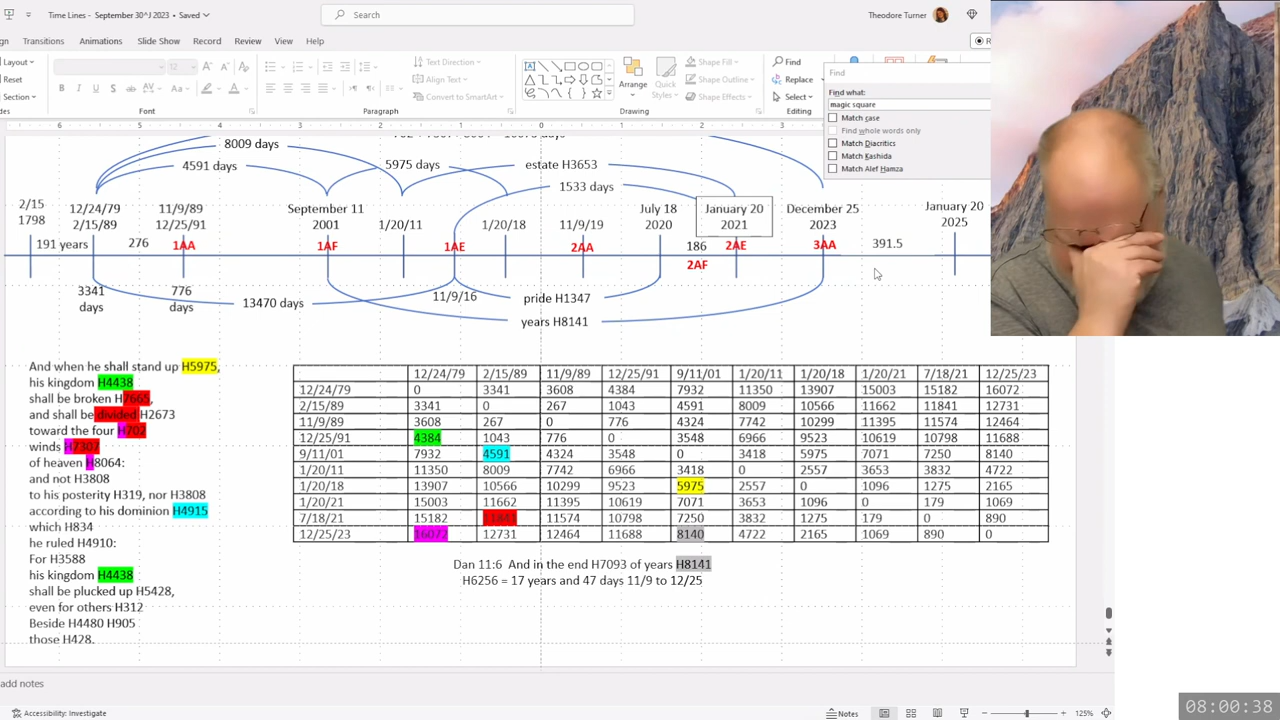 Time Lines - September 30^J 2023 • Saved
Search
Theodore Turner
Transitions Animations Slide Show Record Review View Help
Layout
Reset
Section
Text Direction
Align Text
Convert to SmartArt
Paragraph
Arrange
Quick
Styles
Shape Fill
Shape Outline
Shape Effects
Drawing
Find
Replace
Select
Editing
Find
Find what:
magic square
Match case
Find whole words only
Match Diacritics
Match Kashida
Match Alef Hamza
6 5 4 3 2 1 0 1 2 3
8009 days
4591 days
5975 days
estate H3653
1533 days
2/15
1798
12/24/79
2/15/89
11/9/89
12/25/91
September 11
2001
1/20/11
1/20/18
11/9/19
July 18
2020
January 20
2021
December 25
2023
January 20
2025
191 years
276
1AA
1AF
1AE
2AA
186
2AF
2AE
3AA
391.5
3341
days
776
days
13470 days
11/9/16
pride H1347
years H8141
And when he shall stand up H5975,
his kingdom H4438
shall be broken H7665,
and shall be divided H2673
toward the four H702
winds H7307
of heaven H8064:
and not H3808
to his posterity H319, nor H3808
according to his dominion H4915
which H834
he ruled H4910:
For H3588
his kingdom H4438
shall be plucked up H5428,
even for others H312
Beside H4480 H905
those H428.
12/24/79 2/15/89 11/9/89 12/25/91 9/11/01 1/20/11 1/20/18 1/20/21 7/18/21 12/25/23
12/24/79 0 3341 3608 4384 7932 11350 13907 15003 15182 16072
2/15/89 3341 0 267 1043 4591 8009 10566 11662 11841 12731
11/9/89 3608 267 0 776 4324 7742 10299 11395 11574 12464
12/25/91 4384 1043 776 0 3548 6966 9523 10619 10798 11688
9/11/01 7932 4591 4324 3548 0 3418 5975 7071 7250 8140
1/20/11 11350 8009 7742 6966 3418 0 2557 3653 3832 4722
1/20/18 13907 10566 10299 9523 5975 2557 0 1096 1275 2165
1/20/21 15003 11662 11395 10619 7071 3653 1096 0 179 1069
7/18/21 15182 11841 11574 10798 7250 3832 1275 179 0 890
12/25/23 16072 12731 12464 11688 8140 4722 2165 1069 890 0
Dan 11:6 And in the end H7093 of years H8141
H6256 = 17 years and 47 days 11/9 to 12/25
add notes
Accessibility: Investigate
Notes
125%
08:00:38